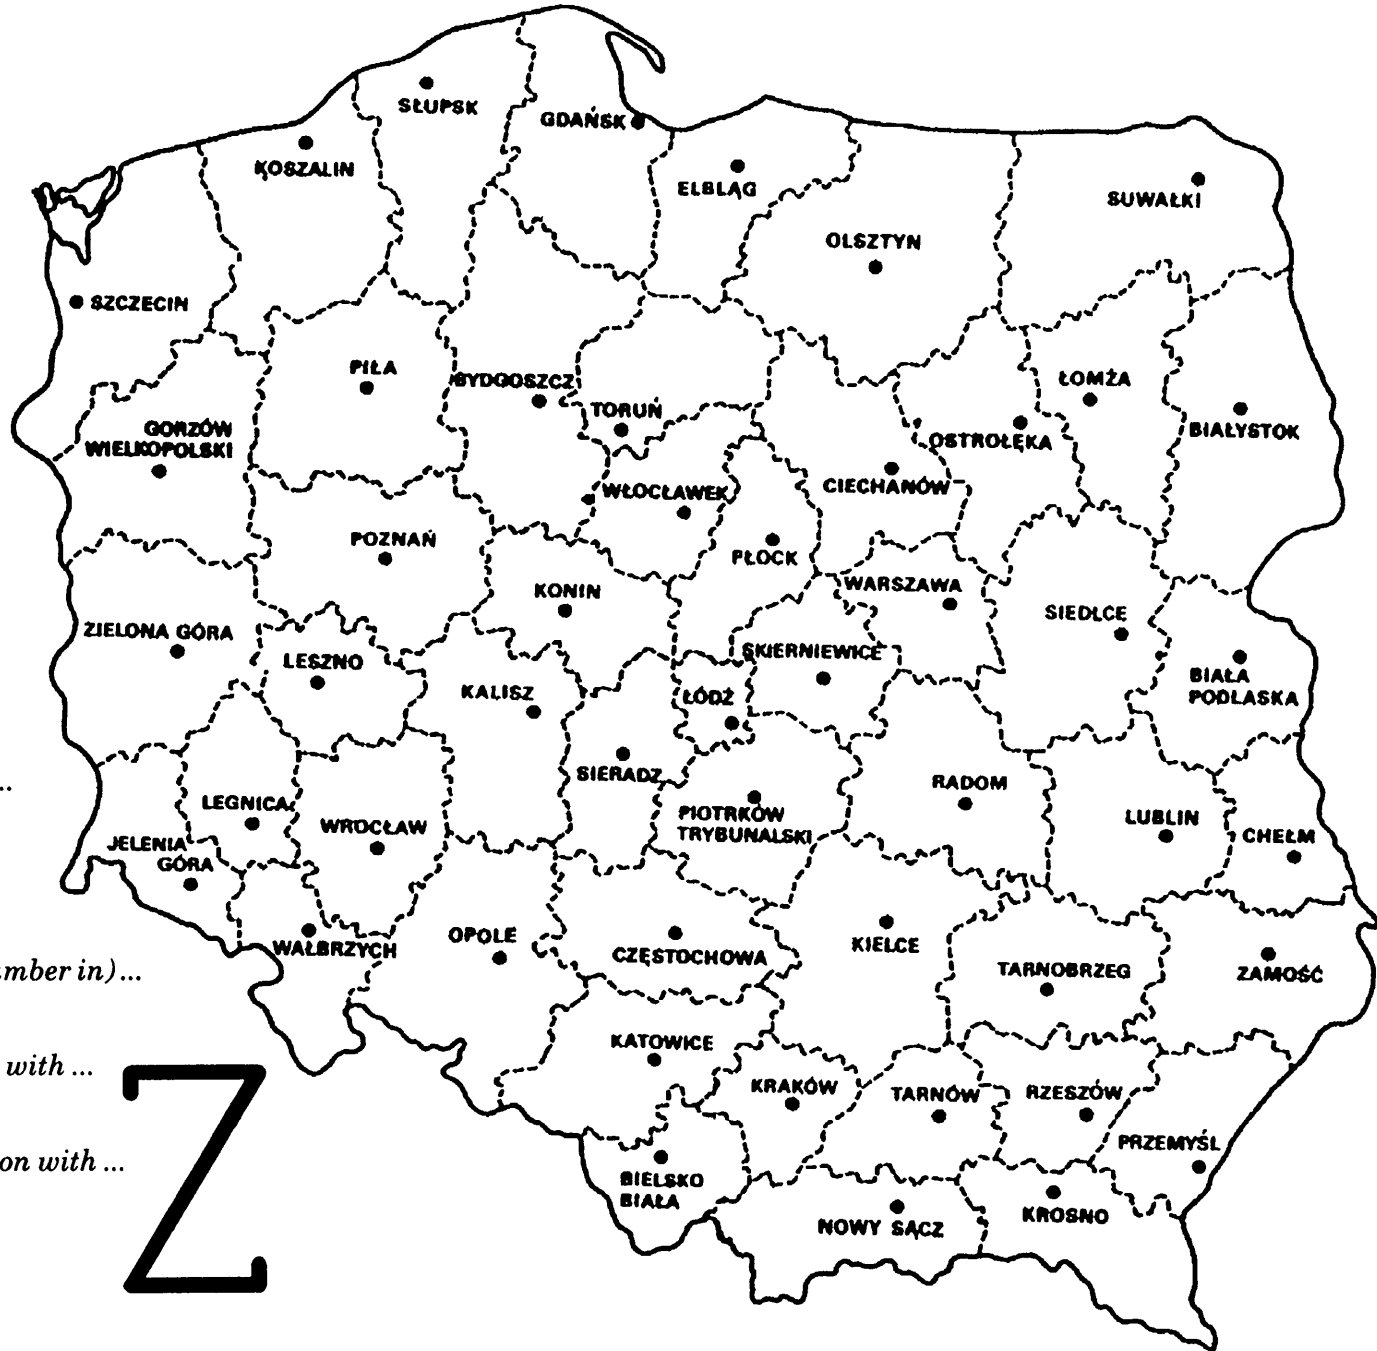 SŁUPSK
GDAŃSK
KOSZALIN
ELBLĄG
SUWAŁKI
OLSZTYN
SZCZECIN
PIŁA
BYDGOSZCZ
ŁOMŻA
TORUŃ
GORZÓW
WIELKOPOLSKI
OSTROŁĘKA
BIAŁYSTOK
WŁOCŁAWEK
CIECHANÓW
POZNAŃ
PŁOCK
KONIN
WARSZAWA
SIEDLCE
ZIELONA GÓRA
LESZNO
SKIERNIEWICE
KALISZ
ŁÓDŹ
BIAŁA
PODLASKA
SIERADZ
RADOM
...
LEGNICA
WROCŁAW
PIOTRKÓW
TRYBUNALSKI
LUBLIN
CHEŁM
JELENIA
GÓRA
OPOLE
KIELCE
WAŁBRZYCH
CZĘSTOCHOWA
TARNOBRZEG
ZAMOŚĆ
umber in)...
KATOWICE
with ...
KRAKÓW
TARNÓW
RZESZÓW
PRZEMYŚL
on with ...
BIELSKO
BIAŁA
NOWY SĄCZ
KROSNO
Z